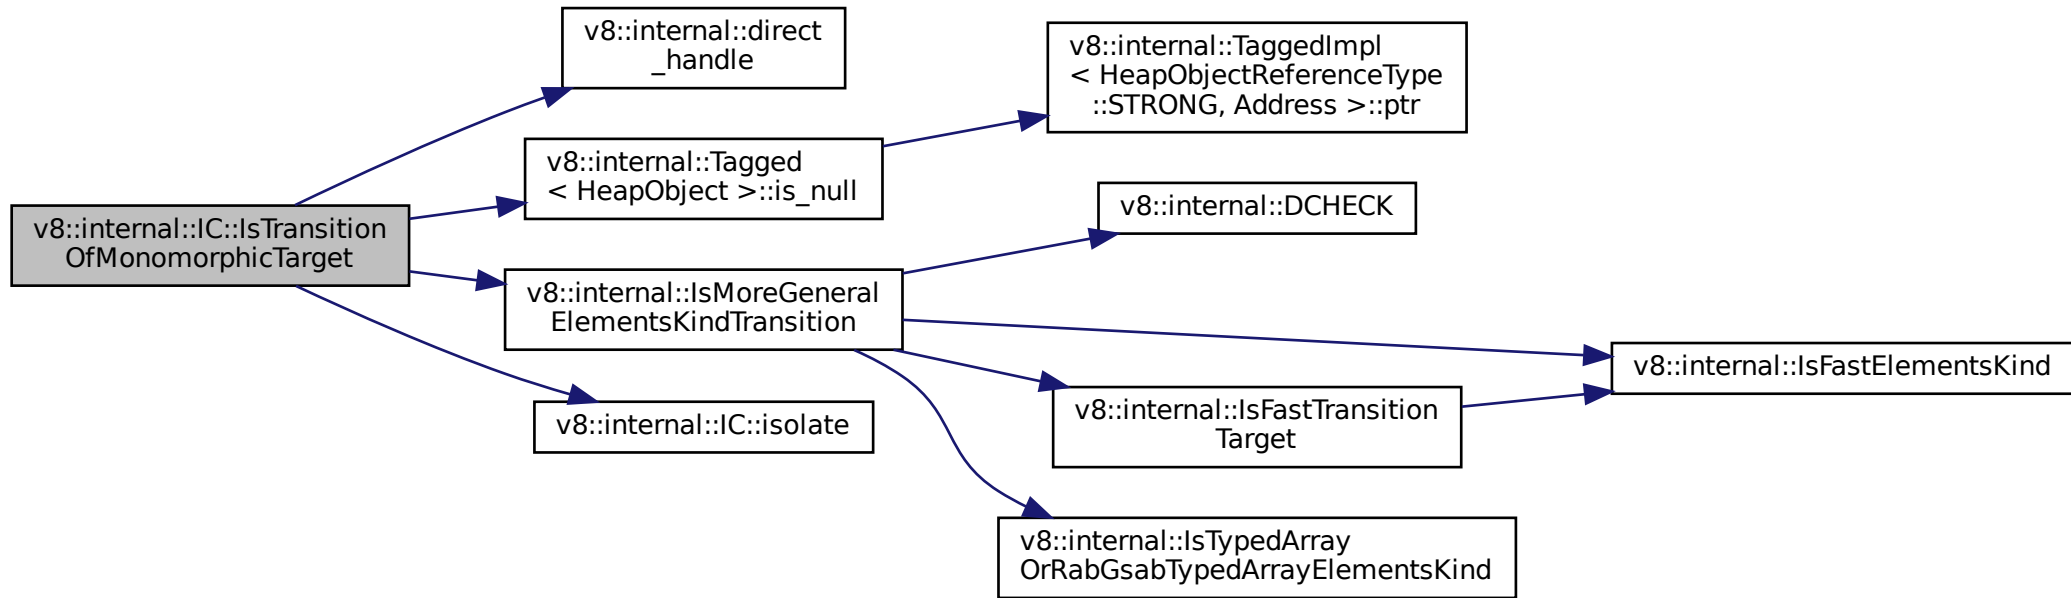 v8::internal::direct
_handle
v8::internal::TaggedImpl
< HeapObjectReferenceType
::STRONG, Address >::ptr
v8::internal::Tagged
< HeapObject >::is_null
v8::internal::DCHECK
v8::internal::IC::IsTransition
OfMonomorphicTarget
v8::internal::IsMoreGeneral
ElementsKindTransition
v8::internal::IsFastElementsKind
v8::internal::IsFastTransition
Target
v8::internal::IC::isolate
v8::internal::IsTypedArray
OrRabGsabTypedArrayElementsKind